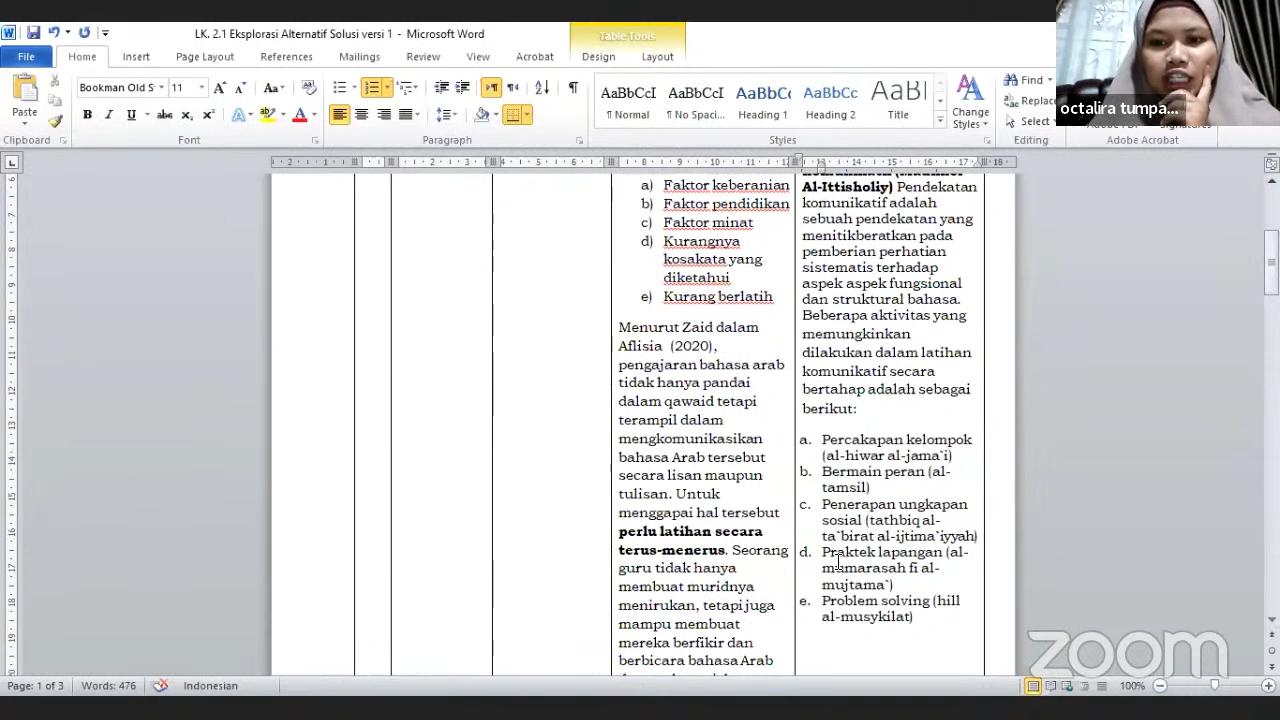 LK. 2.1 Eksplorasi Alternatif Solusi versi 1 - Microsoft Word
Table Tools
File
Home
Insert
Page Layout
References
Mailings
Review
View
Acrobat
Design
Layout
Paste
Clipboard
Bookman Old S
11
Font
Paragraph
AaBbCcI
¶ Normal
AaBbCcI
¶ No Spaci...
AaBbCc
Heading 1
AaBbCc
Heading 2
AaBI
Title
Change
Styles
Styles
Find
Replace
Select
Editing
Adobe Acrobat
octalira tumpa...
a) Faktor keberanian
b) Faktor pendidikan
c) Faktor minat
d) Kurangnya
kosakata yang
diketahui
e) Kurang berlatih
Menurut Zaid dalam
Aflisia (2020),
pengajaran bahasa arab
tidak hanya pandai
dalam qawaid tetapi
terampil dalam
mengkomunikasikan
bahasa Arab tersebut
secara lisan maupun
tulisan. Untuk
menggapai hal tersebut
perlu latihan secara
terus-menerus. Seorang
guru tidak hanya
membuat muridnya
menirukan, tetapi juga
mampu membuat
mereka berfikir dan
berbicara bahasa Arab
Al-Ittisholiy) Pendekatan
komunikatif adalah
sebuah pendekatan yang
menitikberatkan pada
pemberian perhatian
sistematis terhadap
aspek aspek fungsional
dan struktural bahasa.
Beberapa aktivitas yang
memungkinkan
dilakukan dalam latihan
komunikatif secara
bertahap adalah sebagai
berikut:
a. Percakapan kelompok
(al-hiwar al-jama`i)
b. Bermain peran (al-
tamsil)
c. Penerapan ungkapan
sosial (tathbiq al-
ta`birat al-ijtima`iyyah)
d. Praktek lapangan (al-
mumarasah fi al-
mujtama`)
e. Problem solving (hill
al-musykilat)
zoom
Page: 1 of 3
Words: 476
Indonesian
100%